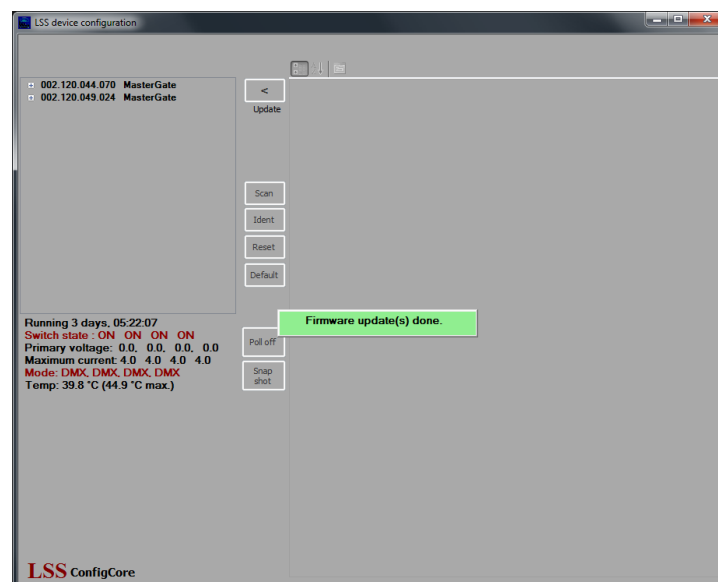 LSS device configuration
002.120.044.070 MasterGate
002.120.049.024 MasterGate
<
Update
Scan
Ident
Reset
Default
Firmware update(s) done.
Running 3 days, 05:22:07
Switch state : ON ON ON ON
Primary voltage: 0.0, 0.0, 0.0, 0.0
Maximum current: 4.0 4.0 4.0 4.0
Mode: DMX, DMX, DMX, DMX
Temp: 39.8 °C (44.9 °C max.)
Poll off
Snap
shot
LSS ConfigCore